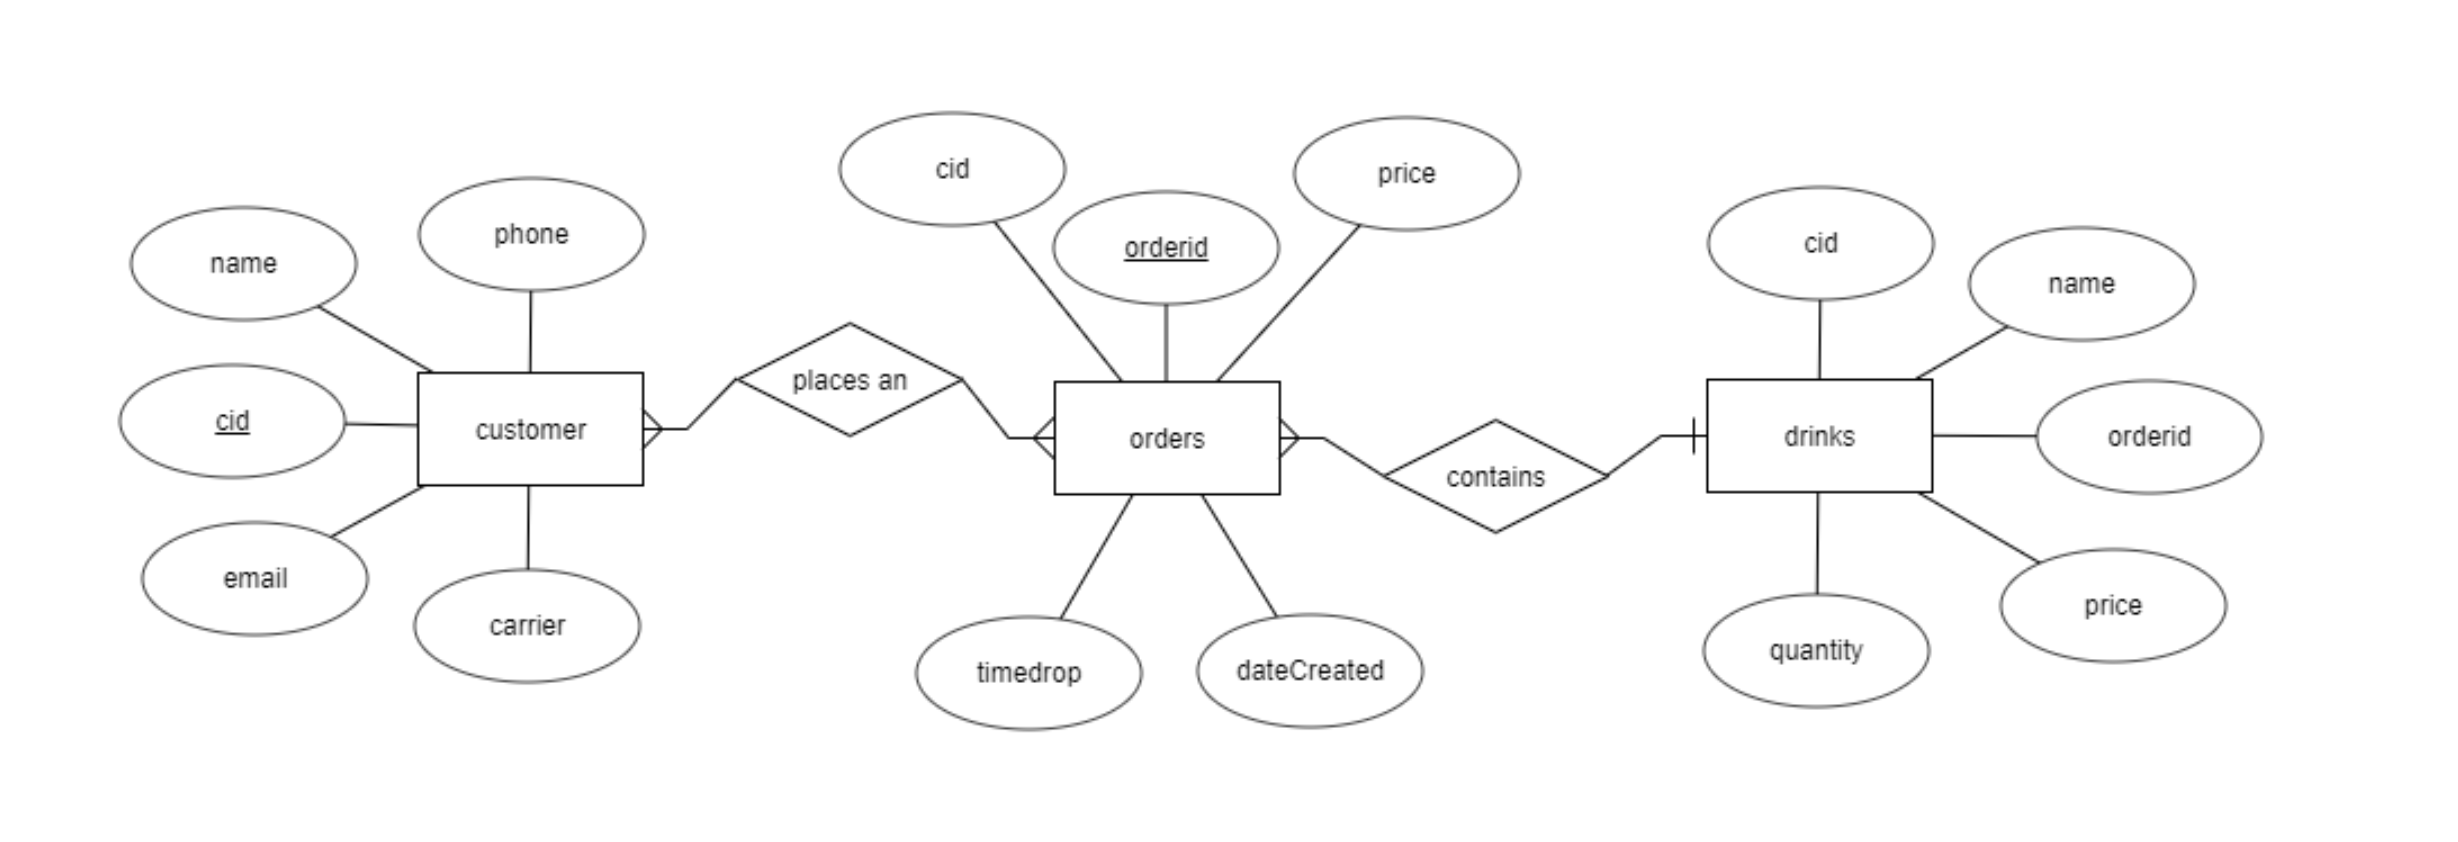 cid
price
phone
orderid
cid
name
name
places an
cid
customer
orders
contains
drinks
orderid
email
carrier
timedrop
dateCreated
quantity
price